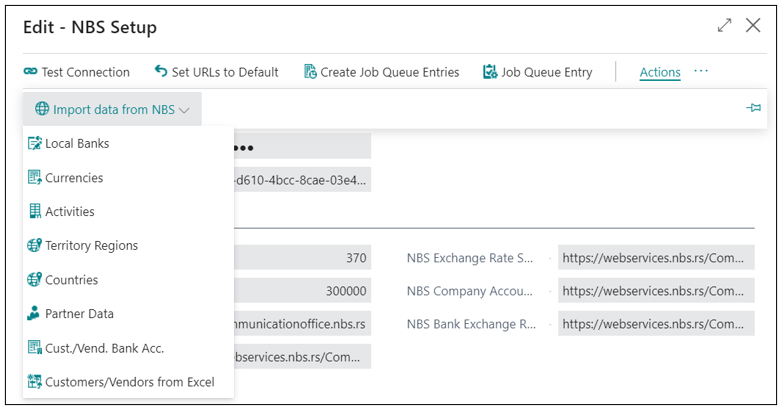 Edit - NBS Setup
Test Connection Set URLs to Default Create Job Queue Entries Job Queue Entry Actions ...
Import data from NBS
Local Banks
Currencies
Activities
Territory Regions
Countries
Partner Data
Cust./Vend. Bank Acc.
Customers/Vendors from Excel
-d610-4bcc-8ae-03e4...
370 NBS Exchange Rate S... https://webservices.nbs.rs/Com...
300000 NBS Company Accou... https://webservices.nbs.rs/Com...
mmunicationoffice.nbs.rs NBS Bank Exchange R... https://webservices.nbs.rs/Com...
ebservices.nbs.rs/Com...